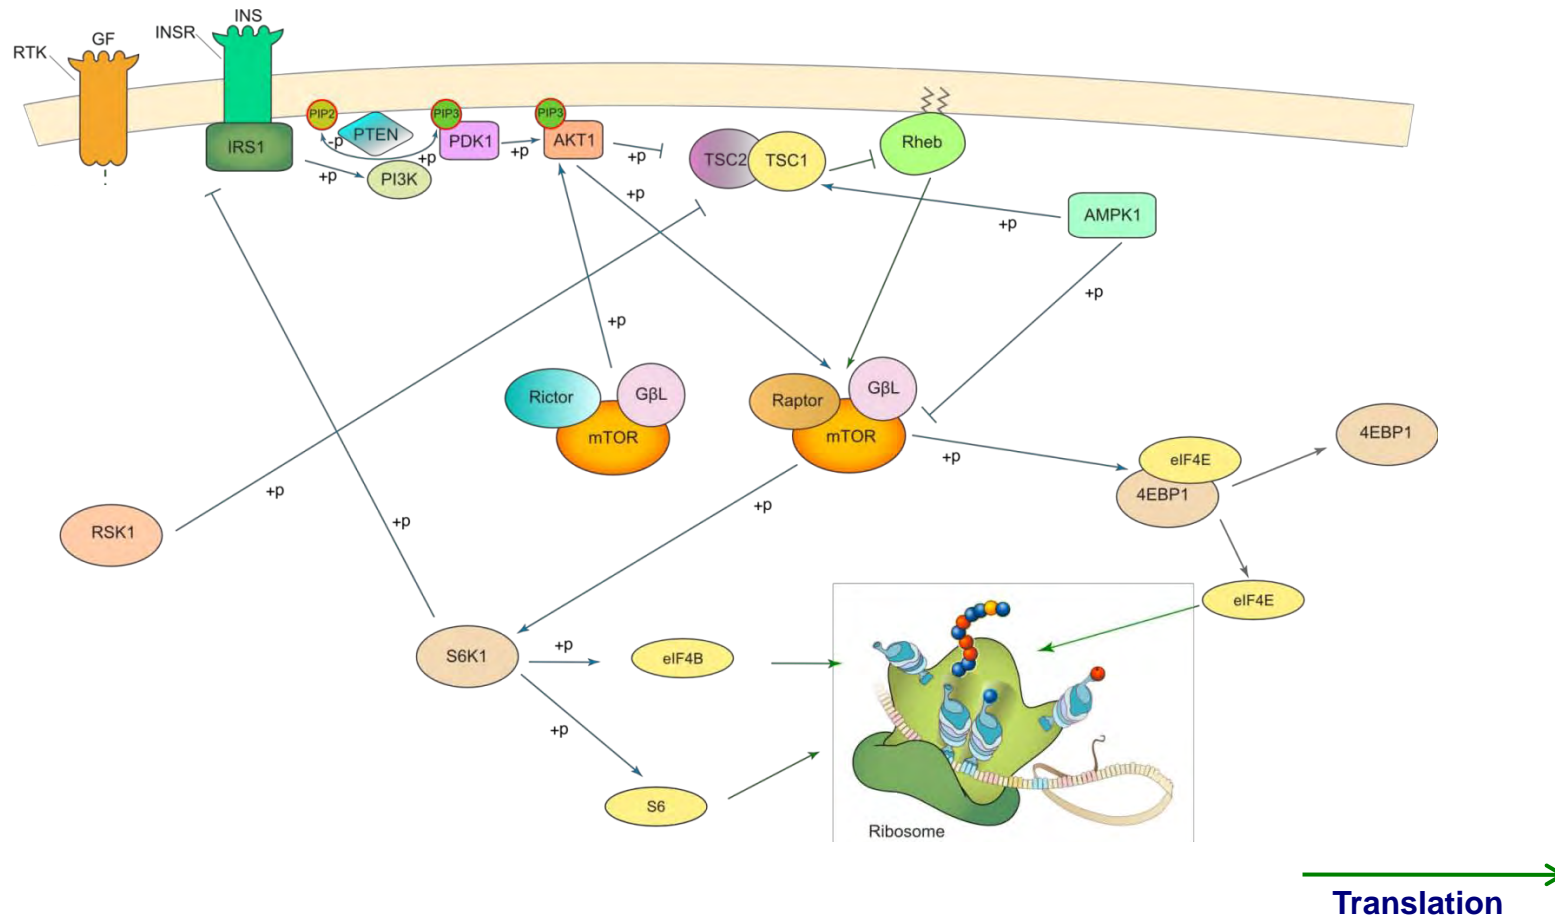 INS
GF
INSR
RTK
PIP2
PIP3
PIP3
PTEN
PDK1
AKT1
IRS1
-p
+p
+p
+p
+p
PI3K
TSC2
TSC1
Rheb
+p
AMPK1
+p
+p
+p
Rictor
GβL
mTOR
Raptor
GβL
mTOR
4EBP1
+p
eIF4E
4EBP1
+p
+p
+p
RSK1
eIF4E
S6K1
+p
eIF4B
+p
S6
Ribosome
Translation